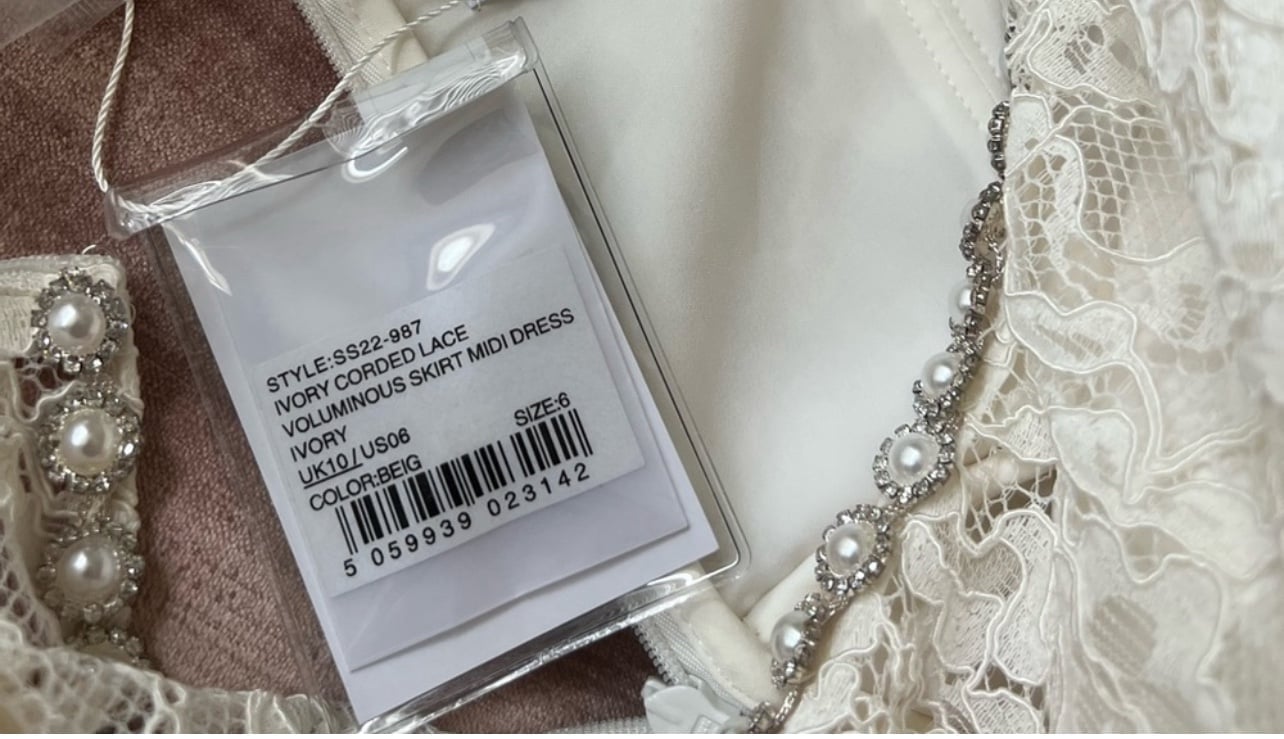 STYLE:SS22-987
IVORY CORDED LACE
VOLUMINOUS SKIRT MIDI DRESS
IVORY
UK10/US06 SIZE:6
COLOR:BEIG
5 059939 023142